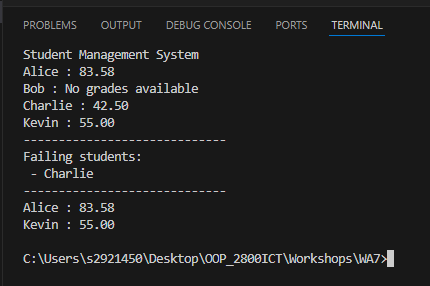 PROBLEMS OUTPUT DEBUG CONSOLE PORTS TERMINAL
Student Management System
Alice : 83.58
Bob : No grades available
Charlie : 42.50
Kevin : 55.00
-----------------------------
Failing students:
 - Charlie
-----------------------------
Alice : 83.58
Kevin : 55.00
C:\Users\s2921450\Desktop\OOP_2800ICT\Workshops\WA7>